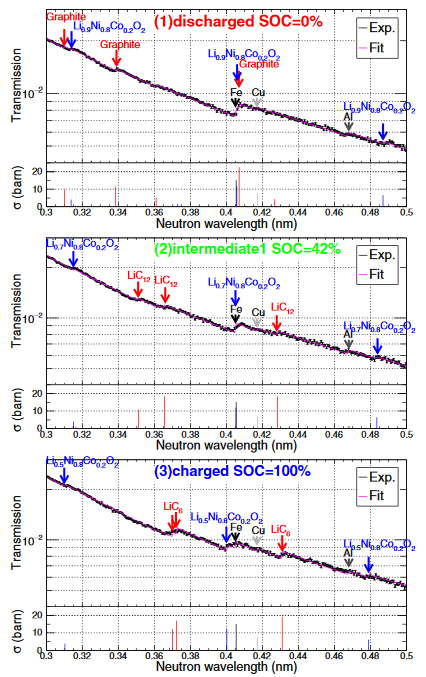 (1)discharged SOC=0%
Graphite
Li0.9Ni0.8Co0.2O2
Graphite
Li0.9Ni0.8Co0.2O2
Graphite
Fe
Cu
Li0.9Ni0.8Co0.2O2
Al
Exp.
Fit
Transmission
10-2
σ (barn)
20
10
0
0.3 0.32 0.34 0.36 0.38 0.4 0.42 0.44 0.46 0.48 0.5
Neutron wavelength (nm)
(2)intermediate1 SOC=42%
Li0.7Ni0.8Co0.2O2
LiC12
LiC12
Li0.7Ni0.8Co0.2O2
Fe
Cu
LiC12
Li0.7Ni0.8Co0.2O2
Al
Exp.
Fit
Transmission
10-2
σ (barn)
20
10
0
0.3 0.32 0.34 0.36 0.38 0.4 0.42 0.44 0.46 0.48 0.5
Neutron wavelength (nm)
(3)charged SOC=100%
Li0.5Ni0.8Co0.2O2
LiC6
Li0.5Ni0.8Co0.2O2
Fe
Cu
LiC6
Li0.5Ni0.8Co0.2O2
Al
Exp.
Fit
Transmission
10-2
σ (barn)
20
10
0
0.3 0.32 0.34 0.36 0.38 0.4 0.42 0.44 0.46 0.48 0.5
Neutron wavelength (nm)